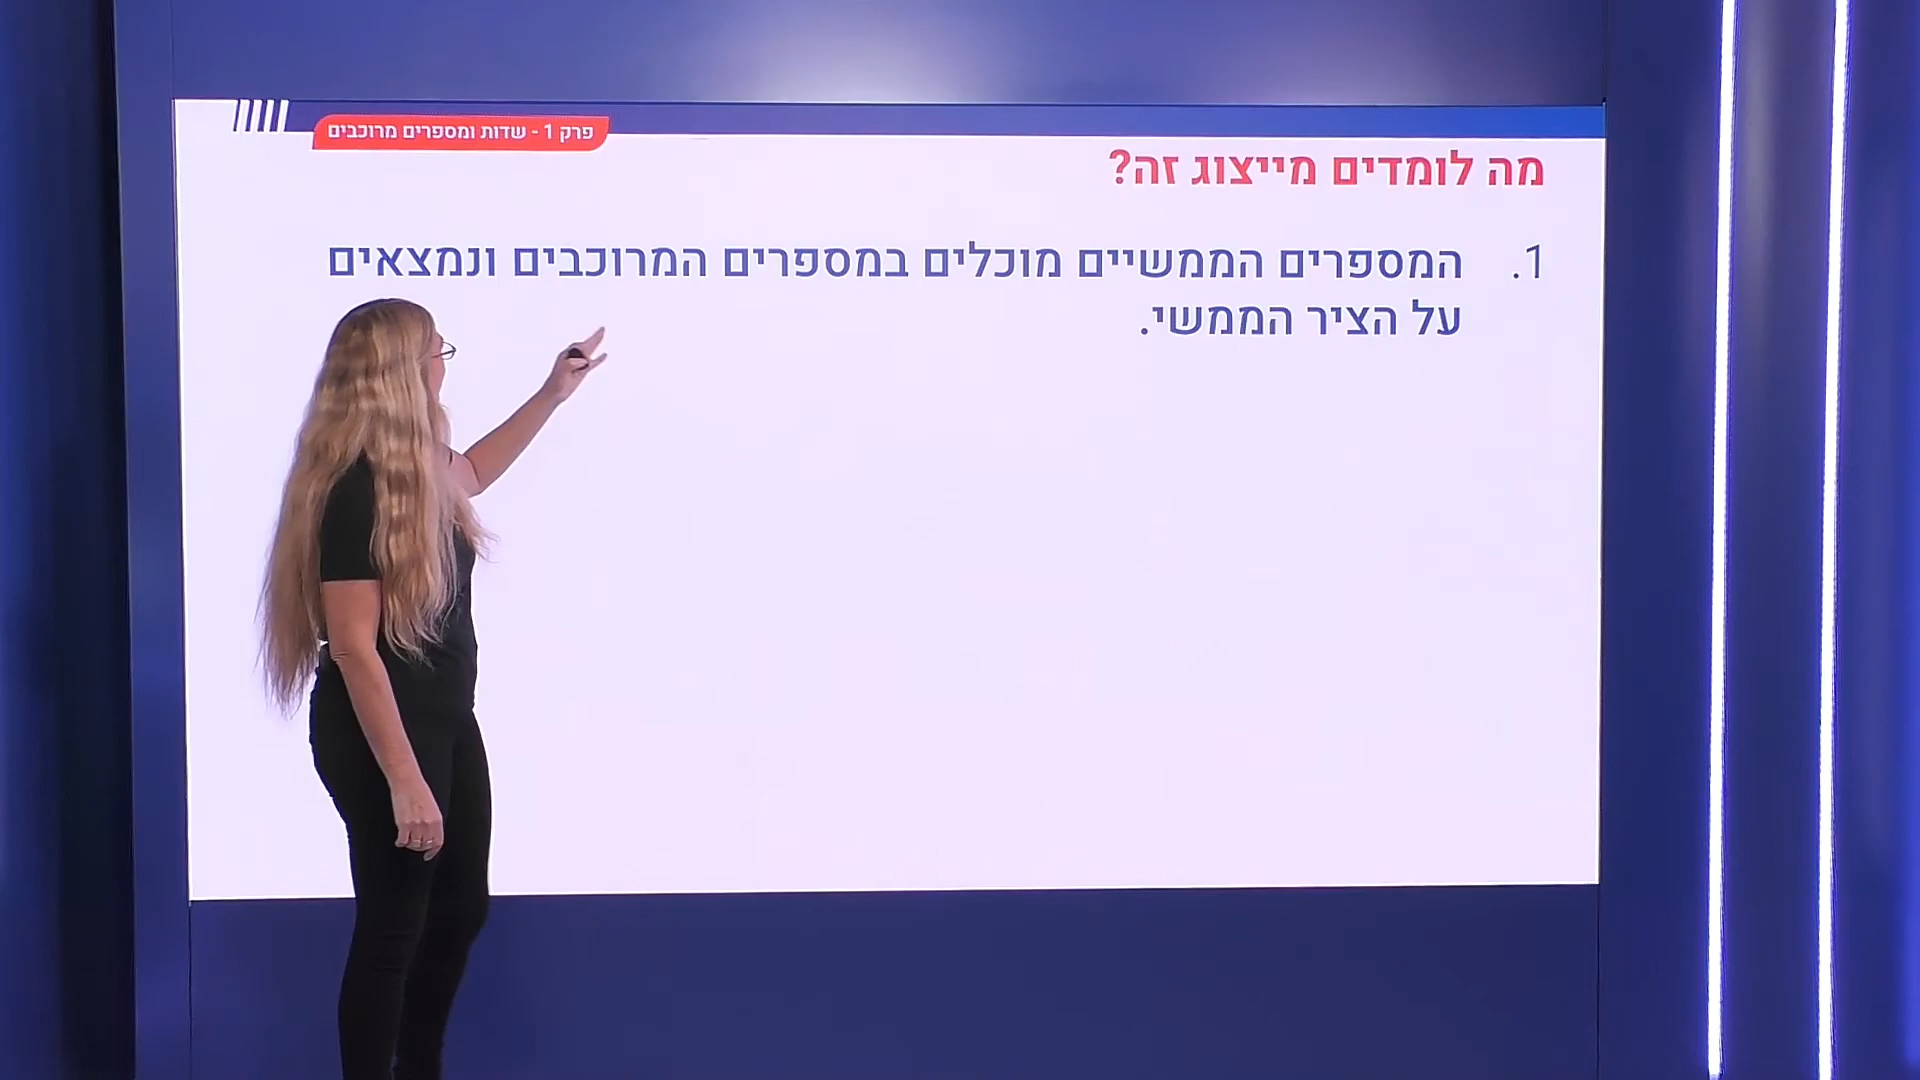 פרק 1 - שדות ומספרים מרוכבים
מה לומדים מייצוג זה?
1. המספרים הממשיים מוכלים במספרים המרוכבים ונמצאים
על הציר הממשי.